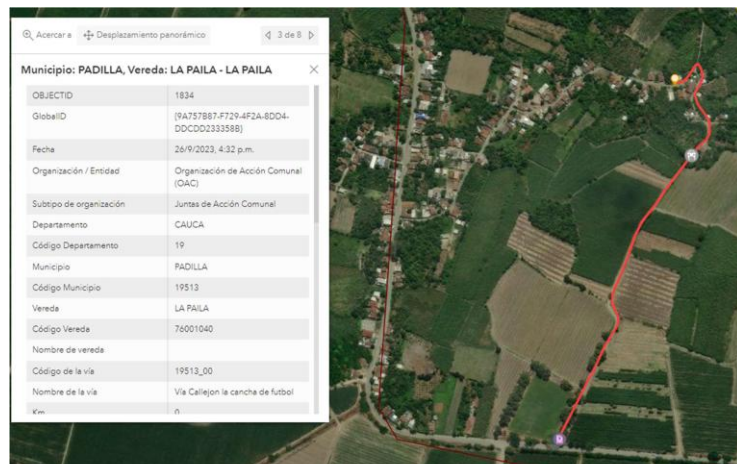 Acercar a Desplazamiento panorámico 3 de 8
Municipio: PADILLA, Vereda: LA PAILA - LA PAILA
OBJECTID 1834
GlobalID {9A757B87-F729-4F2A-8DD4-
DDCDD233358B}
Fecha 26/9/2023, 4:32 p.m.
Organización / Entidad Organización de Acción Comunal
(OAC)
Subtipo de organización Juntas de Acción Comunal
Departamento CAUCA
Código Departamento 19
Municipio PADILLA
Código Municipio 19513
Vereda LA PAILA
Código Vereda 76001040
Nombre de vereda
Código de la vía 19513_00
Nombre de la vía Vía Callejon la cancha de futbol
Km 0